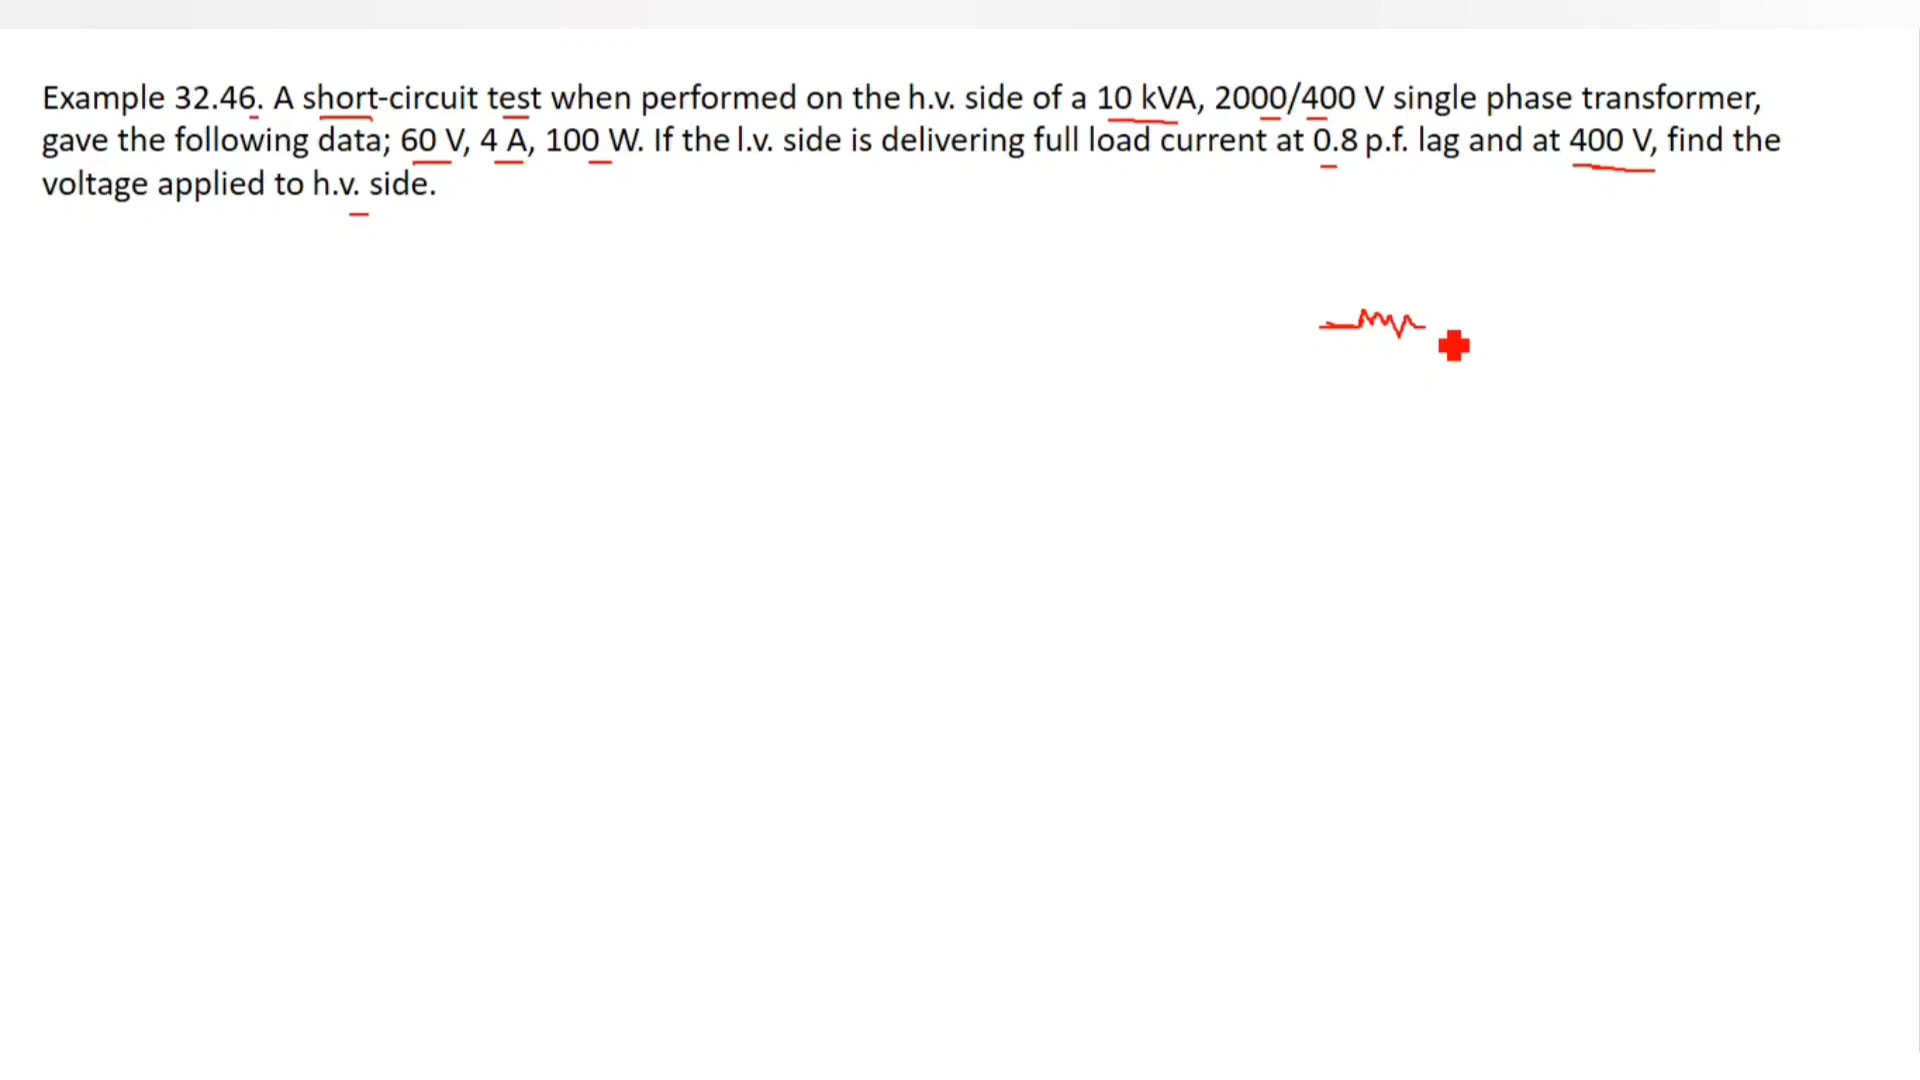 Example 32.46. A short-circuit test when performed on the h.v. side of a 10 kVA, 2000/400 V single phase transformer,
gave the following data; 60 V, 4 A, 100 W. If the l.v. side is delivering full load current at 0.8 p.f. lag and at 400 V, find the
voltage applied to h.v. side.